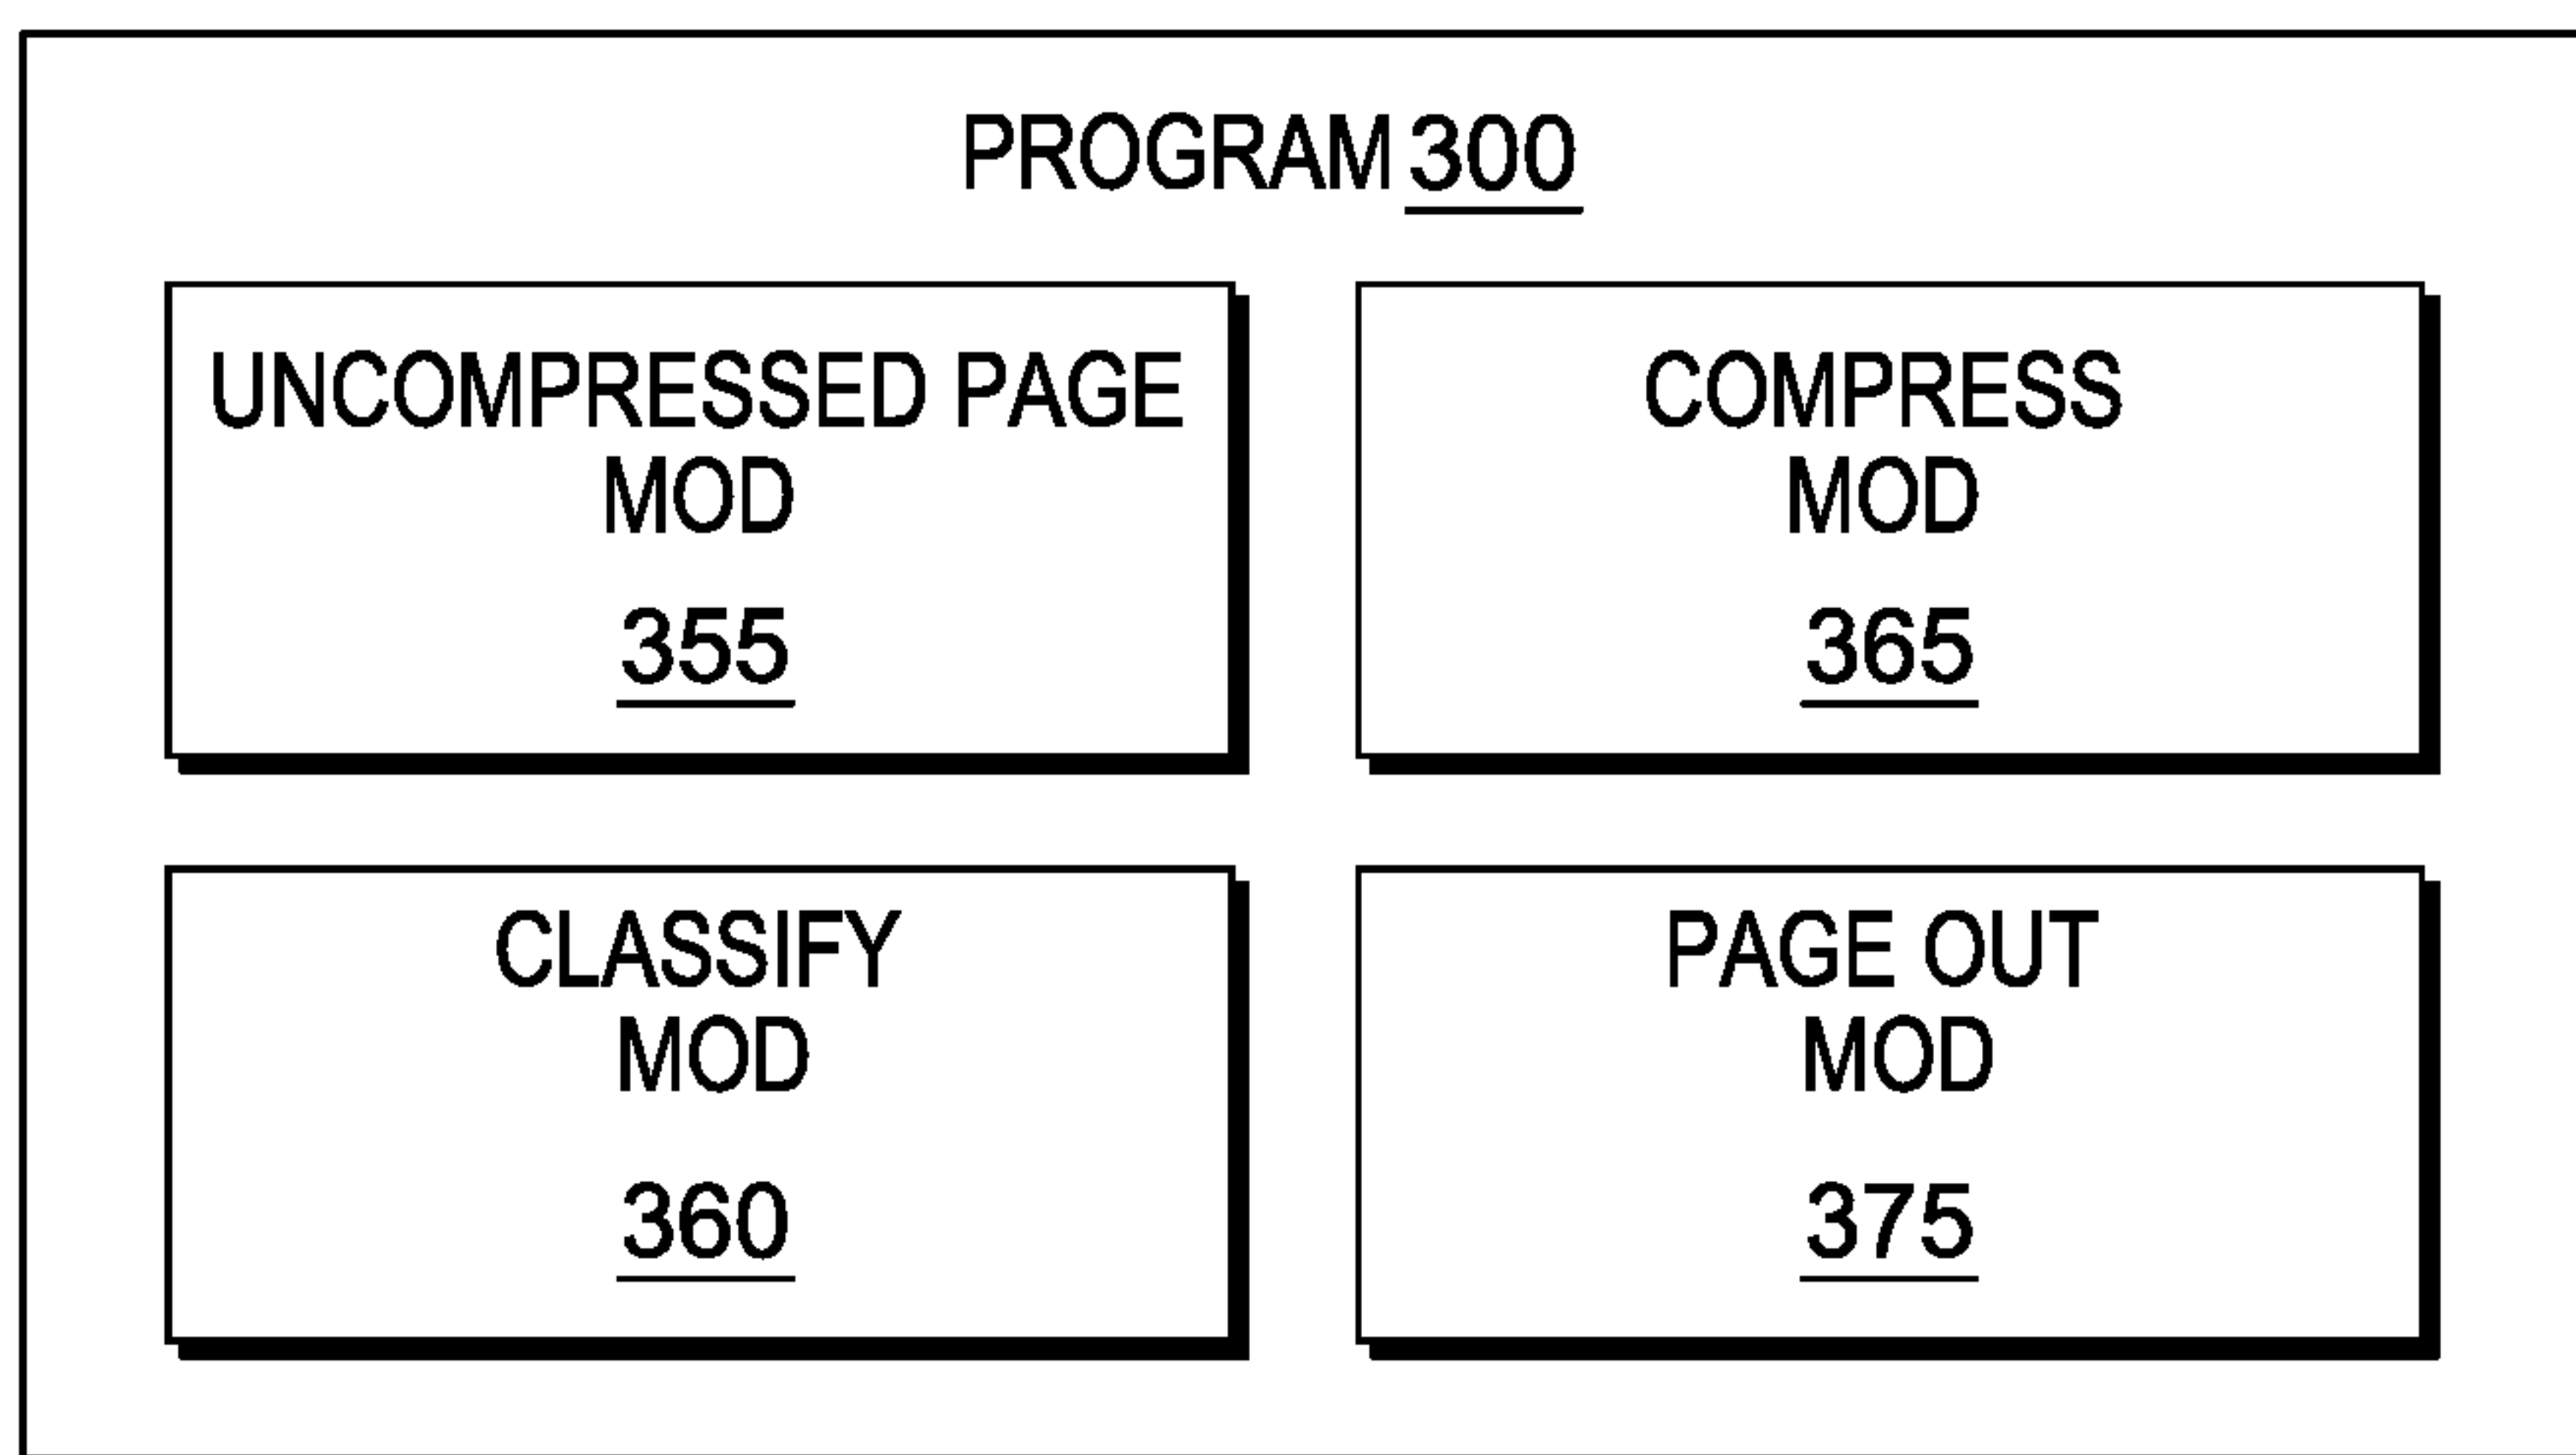 PROGRAM 300
UNCOMPRESSED PAGE
MOD
355
COMPRESS
MOD
365
CLASSIFY
MOD
360
PAGE OUT
MOD
375